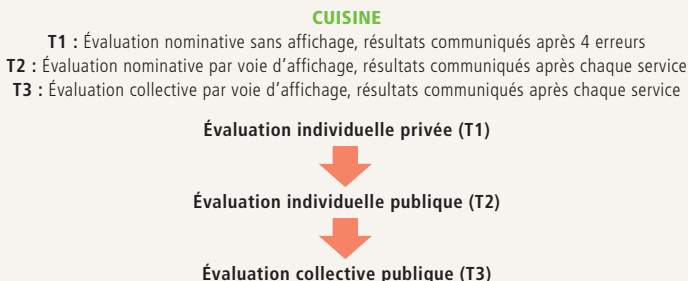 CUISINE
T1 : Évaluation nominative sans affichage, résultats communiqués après 4 erreurs
T2 : Évaluation nominative par voie d’affichage, résultats communiqués après chaque service
T3 : Évaluation collective par voie d’affichage, résultats communiqués après chaque service
Évaluation individuelle privée (T1)
Évaluation individuelle publique (T2)
Évaluation collective publique (T3)